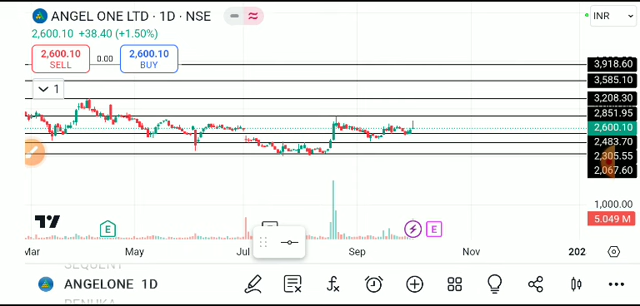 ANGEL ONE LTD · 1D · NSE
INR
2,600.10 +38.40 (+1.50%)
2,600.10
SELL
0.00
2,600.10
BUY
1
3,918.60
3,585.10
3,208.30
2,851.95
2,600.10
2,483.70
2,305.55
2,067.60
1,000.00
5.049 M
E
E
Mar
May
Jul
Sep
Nov
202
SEQUENT
ANGELONE 1D
RENUKA